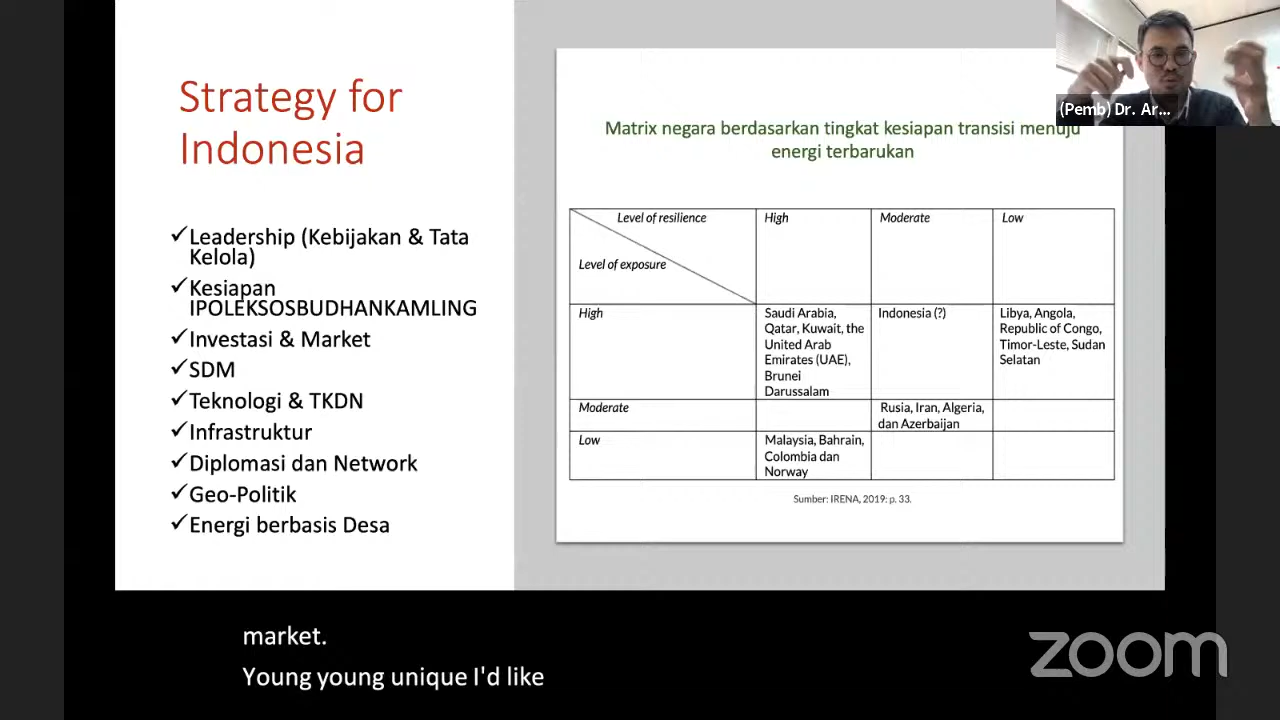 Strategy for
Indonesia
✓Leadership (Kebijakan & Tata
Kelola)
✓Kesiapan
IPOLEKSOSBUDHANKAMLING
✓Investasi & Market
✓SDM
✓Teknologi & TKDN
✓Infrastruktur
✓Diplomasi dan Network
✓Geo-Politik
✓Energi berbasis Desa
Matrix negara berdasarkan tingkat kesiapan transisi menuju
energi terbarukan
Level of resilience
Level of exposure
High
Moderate
Low
High
Saudi Arabia,
Qatar, Kuwait, the
United Arab
Emirates (UAE),
Brunei
Darussalam
Indonesia (?)
Libya, Angola,
Republic of Congo,
Timor-Leste, Sudan
Selatan
Moderate
Rusia, Iran, Algeria,
dan Azerbaijan
Low
Malaysia, Bahrain,
Colombia dan
Norway
Sumber: IRENA, 2019: p. 33.
(Pemb) Dr. Ar...
market.
Young young unique I'd like
zoom